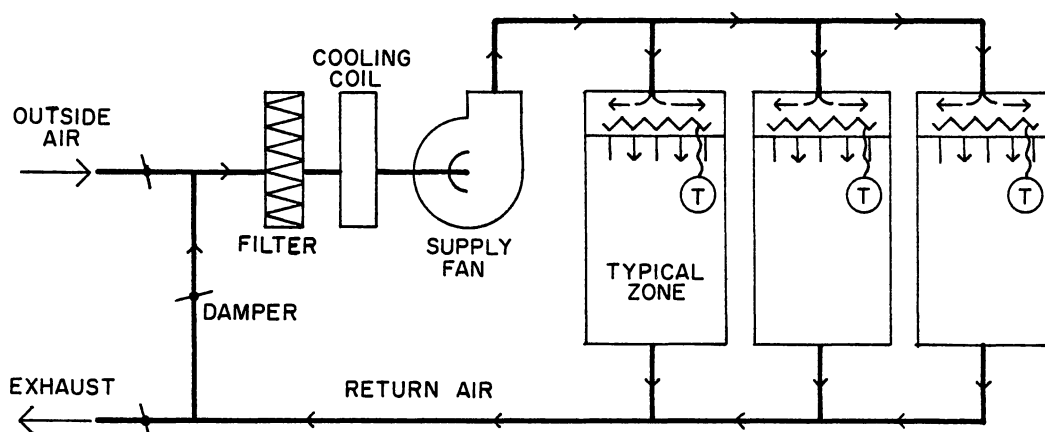 COOLING
COIL
OUTSIDE
AIR
FILTER
SUPPLY
FAN
T
T
T
TYPICAL
ZONE
DAMPER
EXHAUST
RETURN AIR